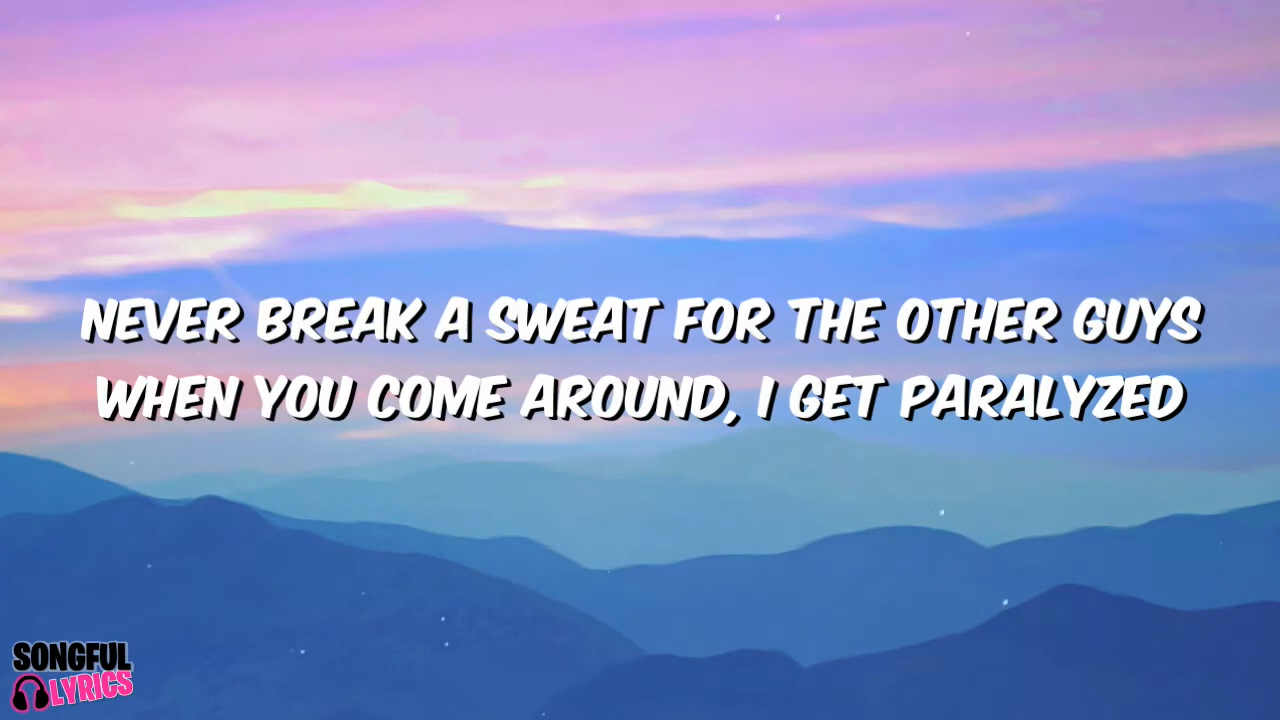 NEVER BREAK A SWEAT FOR THE OTHER GUYS
WHEN YOU COME AROUND, I GET PARALYZED
SONGFUL
LYRICS